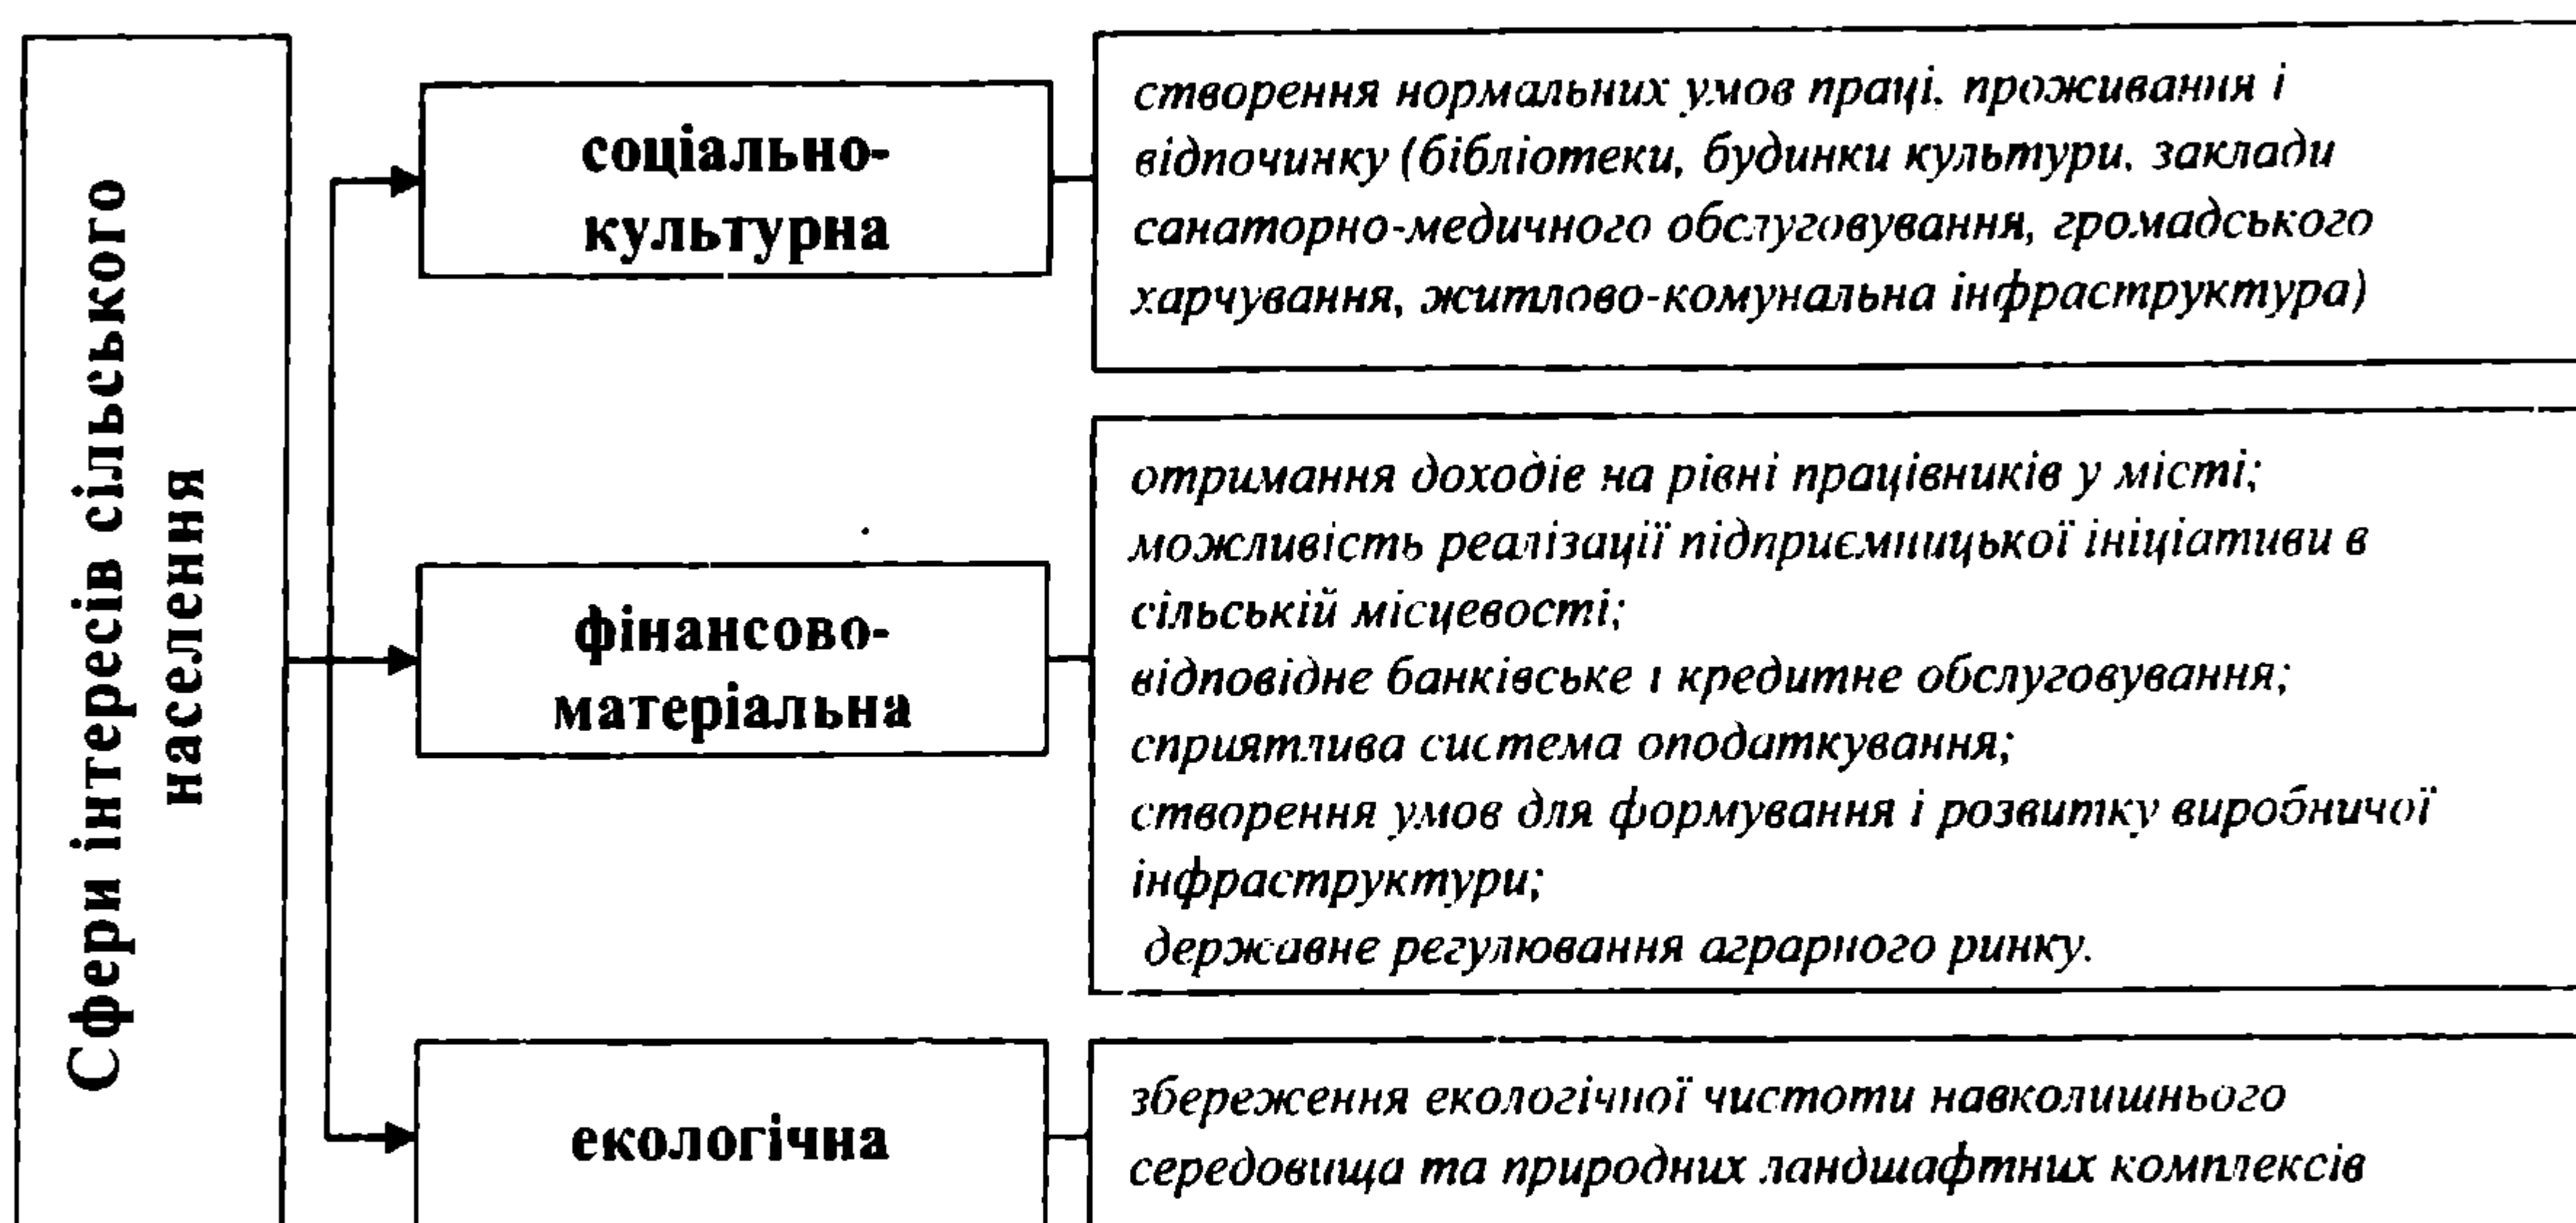 Сфери інтересів сільського
населення
соціально-
культурна
створення нормальних умов праці. проживання і
відпочинку (бібліотеки, будинки культури. заклади
санаторно-медичного обслуговування, громадського
харчування, житлово-комунальна інфраструктура)
фінансово-
матеріальна
отримання доходів на рівні працівників у місті;
можливість реалізації підприємницької ініціативи в
сільській місцевості;
відповідне банківське і кредитне обслуговування;
сприятлива система оподаткування;
створення умов для формування і розвитку виробничої
інфраструктури;
державне регулювання аграрного ринку.
екологічна
збереження екологічної чистоти навколишнього
середовища та природних ландшафтних комплексів